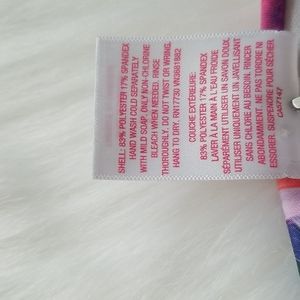 SHELL: 83% POLYESTER 17% SPANDEX
HAND WASH COLD SEPARATELY
WITH MILD SOAP. ONLY NON-CHLORINE
BLEACH WHEN NEEDED. RINSE
THOROUGHLY. DO NOT TWIST OR WRING.
HANG TO DRY. RN17730 VN3681882
COUCHE EXTÉRIEURE:
83% POLYESTER 17% SPANDEX
LAVER À LA MAIN À L'EAU FROIDE
SÉPARÉMENT UTILISER UN SAVON DOUX.
UTILISER UNIQUEMENT UN JAVELLISANT
SANS CHLORE AU BESOIN. RINCER
ABONDAMMENT. NE PAS TORDRE NI
ESSORER. SUSPENDRE POUR SÉCHER
CA57147